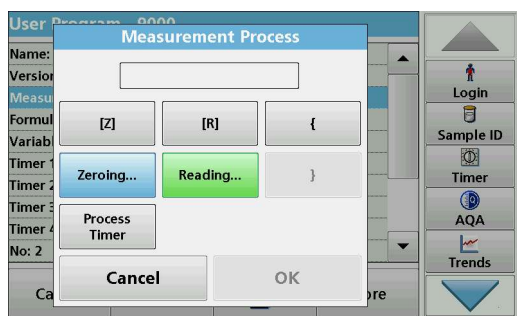 User Program 9000
Measurement Process
Name:
Version
Measu
Formul
Variabl
Timer 1
Timer 2
Timer 3
Timer 4
No: 2
[Z]
[R]
{
Zeroing...
Reading...
}
Process
Timer
Cancel
OK
Ca
ore
Login
Sample ID
Timer
AQA
Trends